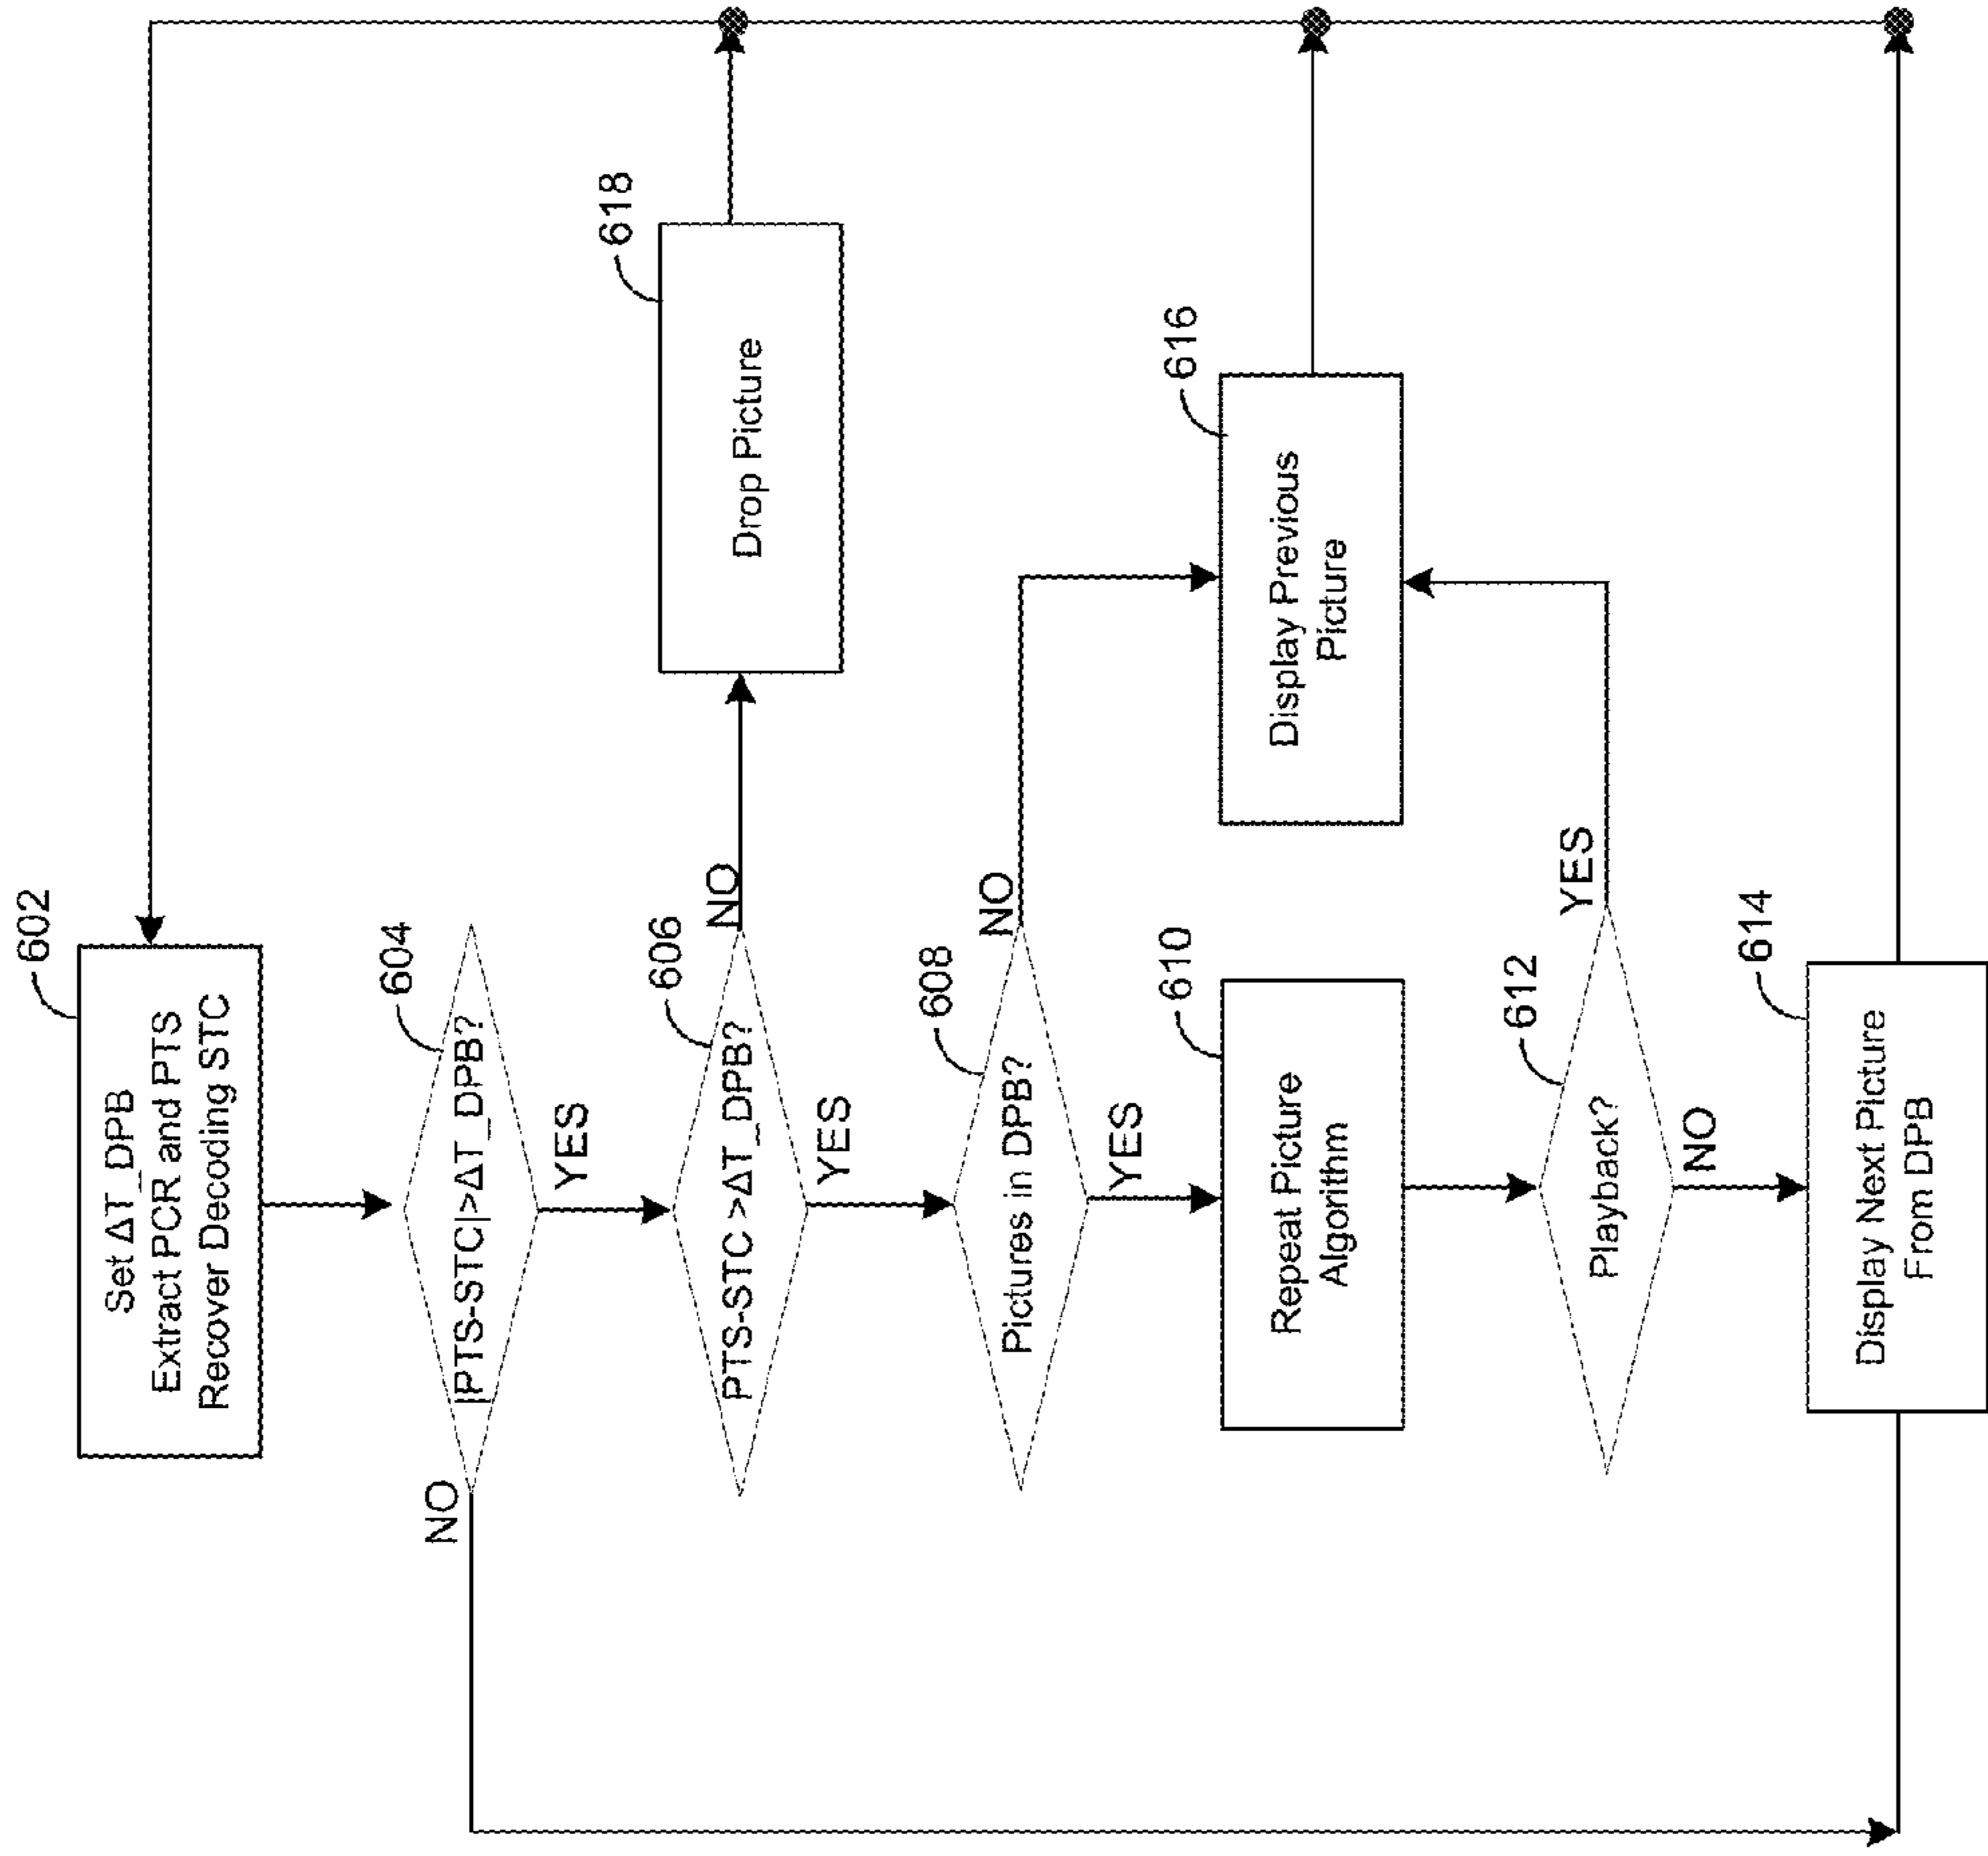 602
Set ΔT_DPB
Extract PCR and PTS
Recover Decoding STC
604
|PTS-STC|>ΔT_DPB?
NO
YES
606
PTS-STC >ΔT_DPB?
NO
YES
618
Drop Picture
608
Pictures in DPB?
NO
YES
610
Repeat Picture
Algorithm
616
Display Previous
Picture
612
Playback?
YES
NO
614
Display Next Picture
From DPB